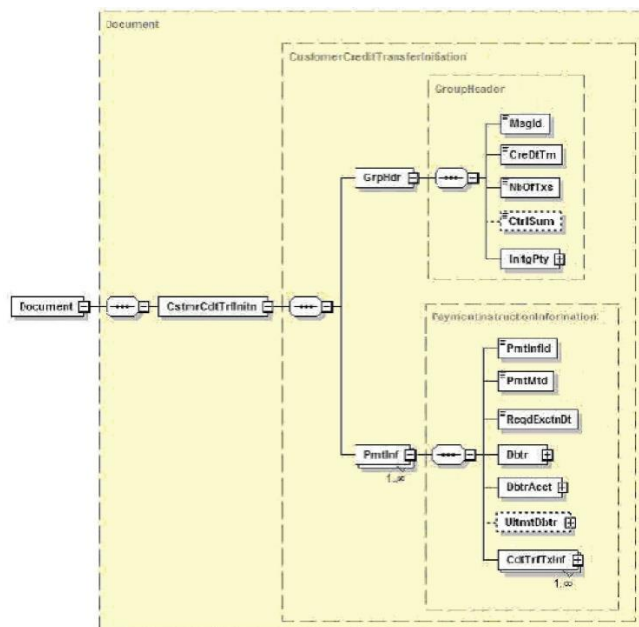 Document
CustomerCreditTransferInitiation
GroupHeader
MsgId
CreDtTm
GrpHdr
NbOfTxs
CtrlSum
InitgPty
Document
CstmrCdtTrfInitn
PaymentInstructionInformation
PmtInfId
PmtMtd
ReqdExctnDt
PmtInf
Dbtr
1..∞
DbtrAcct
UltmtDbtr
CdtTrfTxInf
1..∞